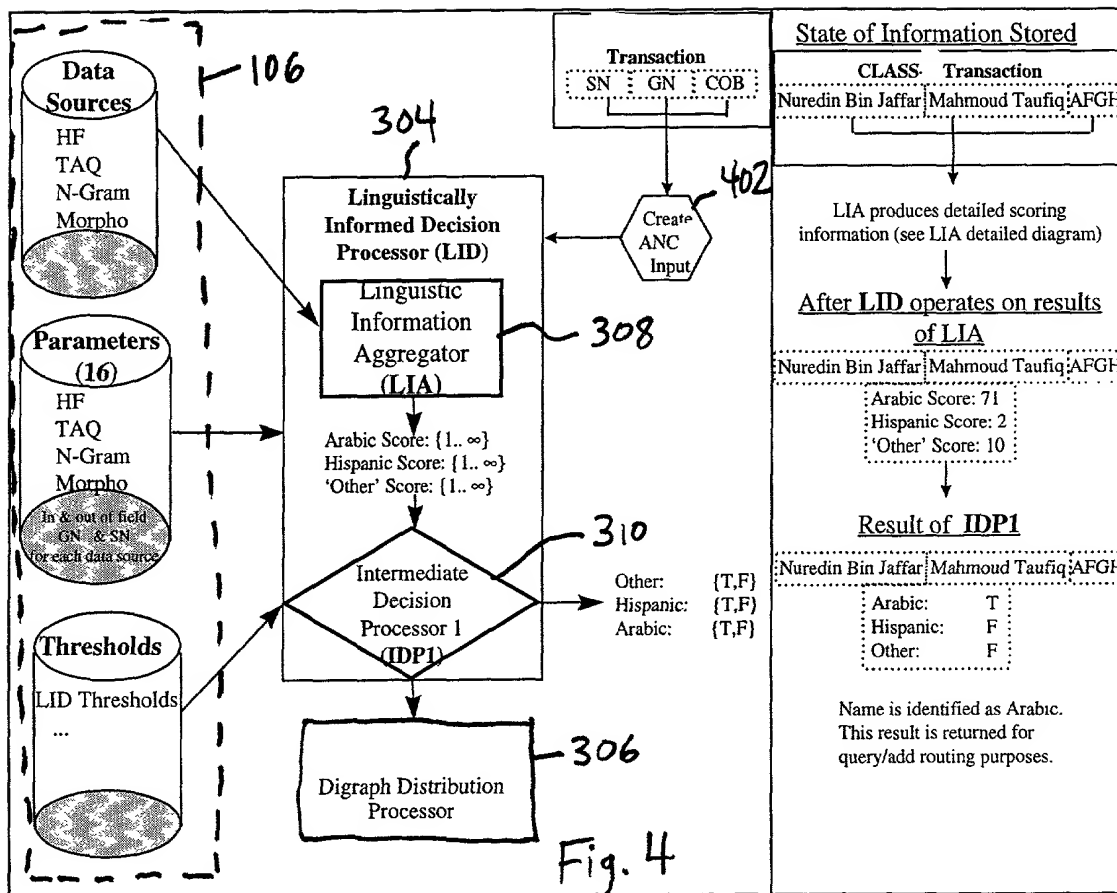 Data
Sources
HF
TAQ
N-Gram
Morpho
106
Parameters
(16)
HF
TAQ
N-Gram
Morpho
In & out of field
GN & SN
for each data source
Thresholds
LID Thresholds
...
304
Linguistically
Informed Decision
Processor (LID)
Linguistic
Information
Aggregator
(LIA)
308
Arabic Score: {1.. ∞}
Hispanic Score: {1.. ∞}
'Other' Score: {1.. ∞}
Intermediate
Decision
Processor 1
(IDP1)
310
Other: {T,F}
Hispanic: {T,F}
Arabic: {T,F}
Digraph Distribution
Processor
306
Fig. 4
Transaction
SN GN COB
Create
ANC
Input
402
State of Information Stored
CLASS- Transaction
Nuredin Bin Jaffar Mahmoud Taufiq AFGH
LIA produces detailed scoring
information (see LIA detailed diagram)
After LID operates on results
of LIA
Nuredin Bin Jaffar Mahmoud Taufiq AFGH
Arabic Score: 71
Hispanic Score: 2
'Other' Score: 10
Result of IDP1
Nuredin Bin Jaffar Mahmoud Taufiq AFGH
Arabic: T
Hispanic: F
Other: F
Name is identified as Arabic.
This result is returned for
query/add routing purposes.